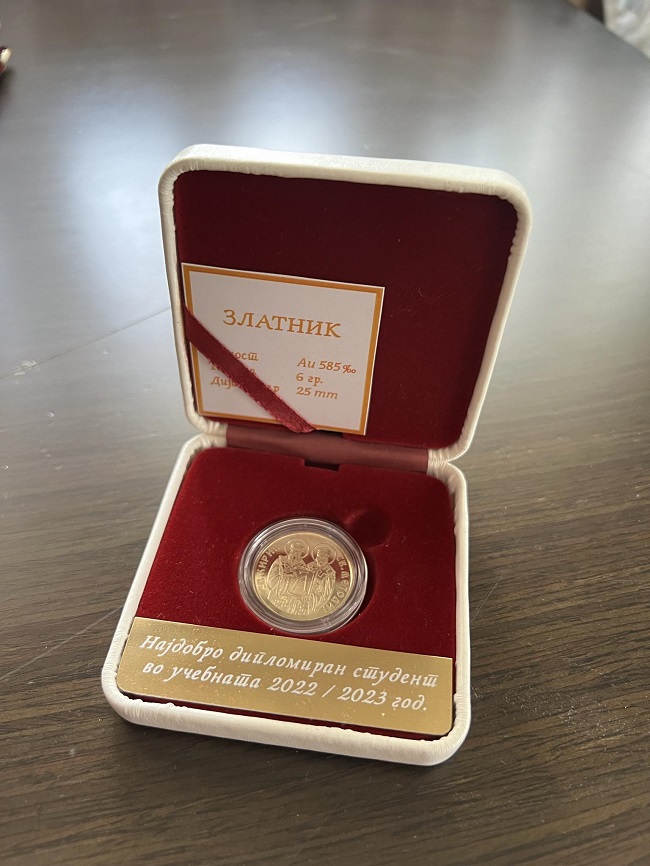 ЗЛАТНИК
Au 585 ‰
6 гр.
25 mm
Најдобро дипломиран студент
во учебната 2022 / 2023 год.